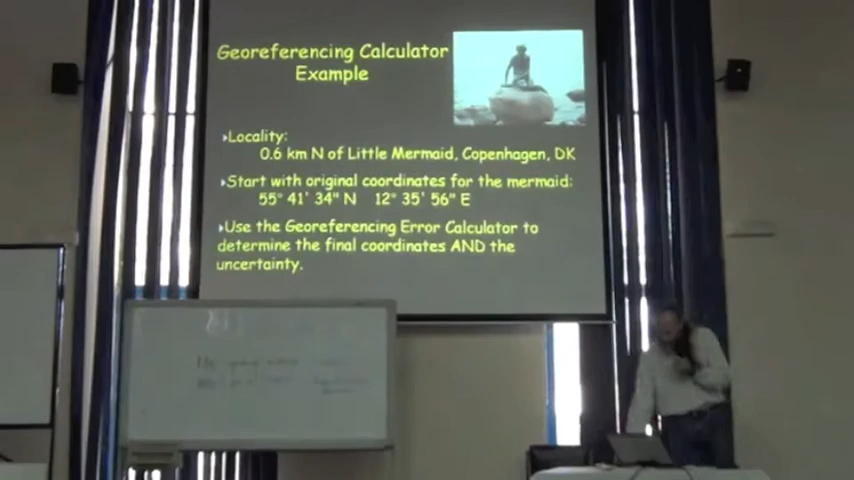 Georeferencing Calculator
Example
Locality:
0.6 km N of Little Mermaid, Copenhagen, DK
Start with original coordinates for the mermaid:
55° 41' 34" N 12° 35' 56" E
Use the Georeferencing Error Calculator to
determine the final coordinates AND the
uncertainty.